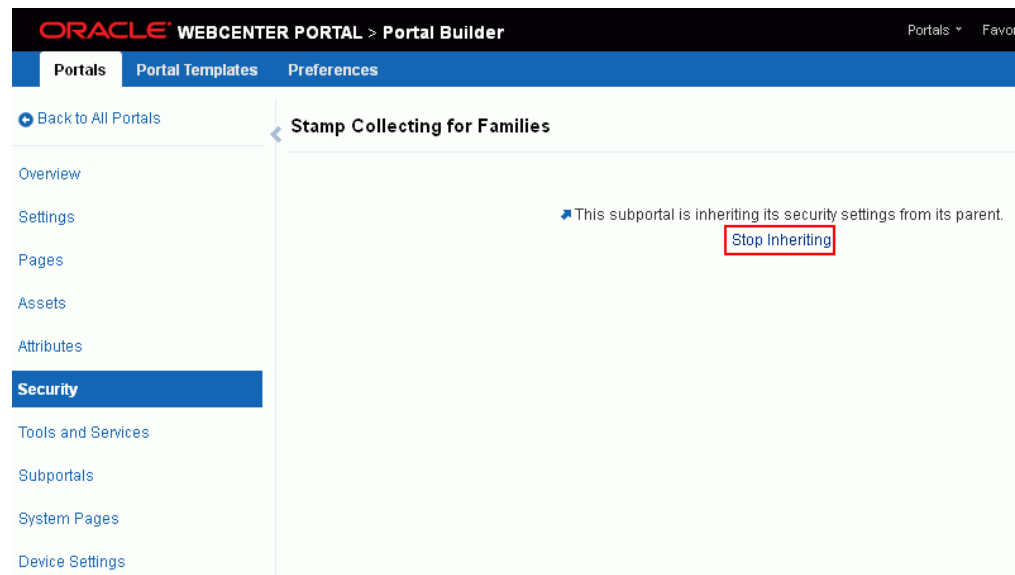 ORACLE WEBCENTER PORTAL > Portal Builder
Portals
Portals
Portal Templates
Preferences
Back to All Portals
Stamp Collecting for Families
Overview
Settings
This subportal is inheriting its security settings from its parent.
Stop Inheriting
Pages
Assets
Attributes
Security
Tools and Services
Subportals
System Pages
Device Settings